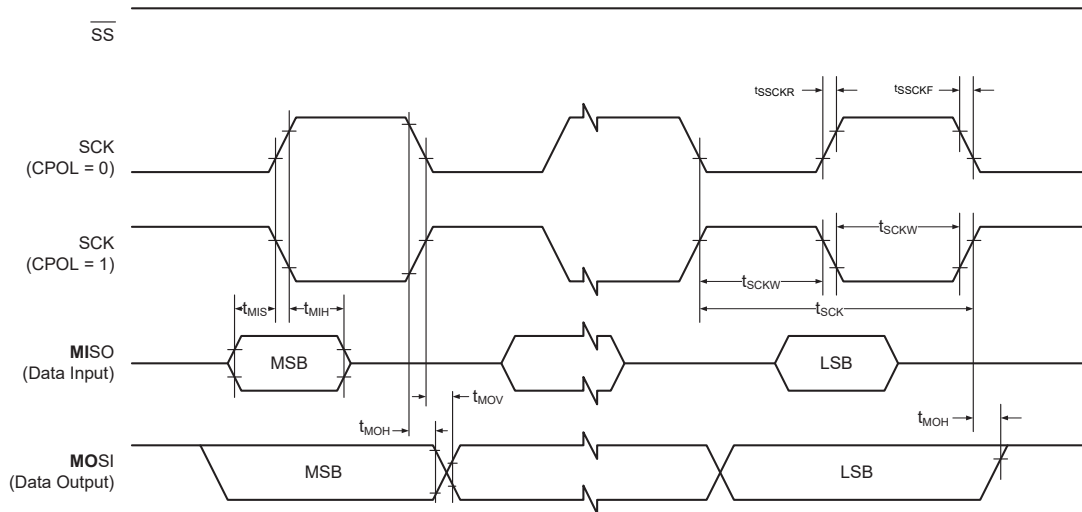 SS
tSSCKR
tSSCKF
SCK
(CPOL = 0)
SCK
(CPOL = 1)
tSCKW
tSCKW
tSCK
tMIS
tMIH
MISO
(Data Input)
MSB
LSB
tMOV
tMOH
tMOH
MOSI
(Data Output)
MSB
LSB